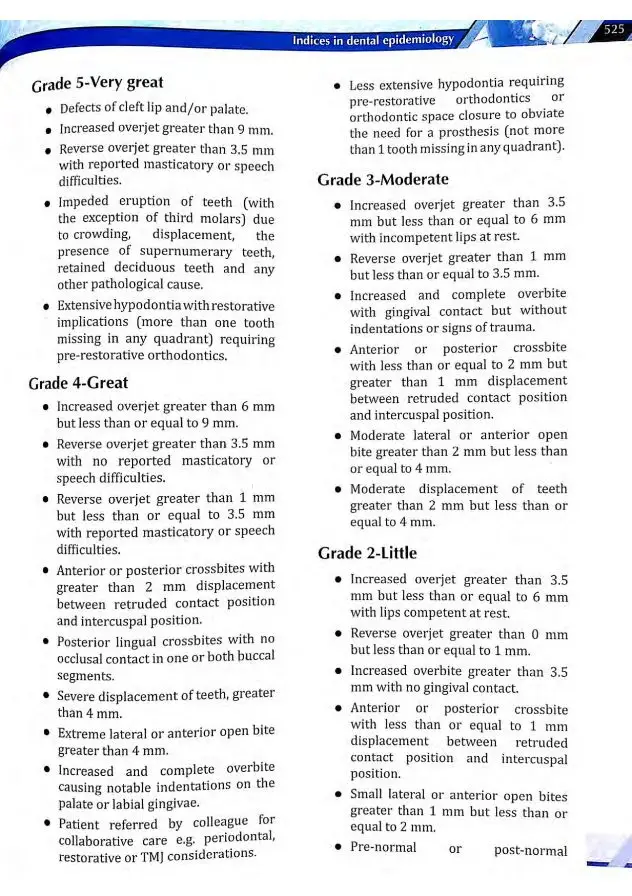 Indices in dental epidemiology
525
Grade 5-Very great
• Defects of cleft lip and/or palate.
• Increased overjet greater than 9 mm.
• Reverse overjet greater than 3.5 mm
with reported masticatory or speech
difficulties.
• Impeded eruption of teeth (with
the exception of third molars) due
to crowding, displacement, the
presence of supernumerary teeth,
retained deciduous teeth and any
other pathological cause.
• Extensive hypodontia with restorative
implications (more than one tooth
missing in any quadrant) requiring
pre-restorative orthodontics.
Grade 4-Great
• Increased overjet greater than 6 mm
but less than or equal to 9 mm.
• Reverse overjet greater than 3.5 mm
with no reported masticatory or
speech difficulties.
• Reverse overjet greater than 1 mm
but less than or equal to 3.5 mm
with reported masticatory or speech
difficulties.
• Anterior or posterior crossbites with
greater than 2 mm displacement
between retruded contact position
and intercuspal position.
• Posterior lingual crossbites with no
occlusal contact in one or both buccal
segments.
• Severe displacement of teeth, greater
than 4 mm.
• Extreme lateral or anterior open bite
greater than 4 mm.
• Increased and complete overbite
causing notable indentations on the
palate or labial gingivae.
• Patient referred by colleague for
collaborative care e.g. periodontal,
restorative or TMJ considerations.
• Less extensive hypodontia requiring
pre-restorative orthodontics or
orthodontic space closure to obviate
the need for a prosthesis (not more
than 1 tooth missing in any quadrant).
Grade 3-Moderate
• Increased overjet greater than 3.5
mm but less than or equal to 6 mm
with incompetent lips at rest.
• Reverse overjet greater than 1 mm
but less than or equal to 3.5 mm.
• Increased and complete overbite
with gingival contact but without
indentations or signs of trauma.
• Anterior or posterior crossbite
with less than or equal to 2 mm but
greater than 1 mm displacement
between retruded contact position
and intercuspal position.
• Moderate lateral or anterior open
bite greater than 2 mm but less than
or equal to 4 mm.
• Moderate displacement of teeth
greater than 2 mm but less than or
equal to 4 mm.
Grade 2-Little
• Increased overjet greater than 3.5
mm but less than or equal to 6 mm
with lips competent at rest.
• Reverse overjet greater than 0 mm
but less than or equal to 1 mm.
• Increased overbite greater than 3.5
mm with no gingival contact.
• Anterior or posterior crossbite
with less than or equal to 1 mm
displacement between retruded
contact position and intercuspal
position.
• Small lateral or anterior open bites
greater than 1 mm but less than or
equal to 2 mm.
• Pre-normal or post-normal